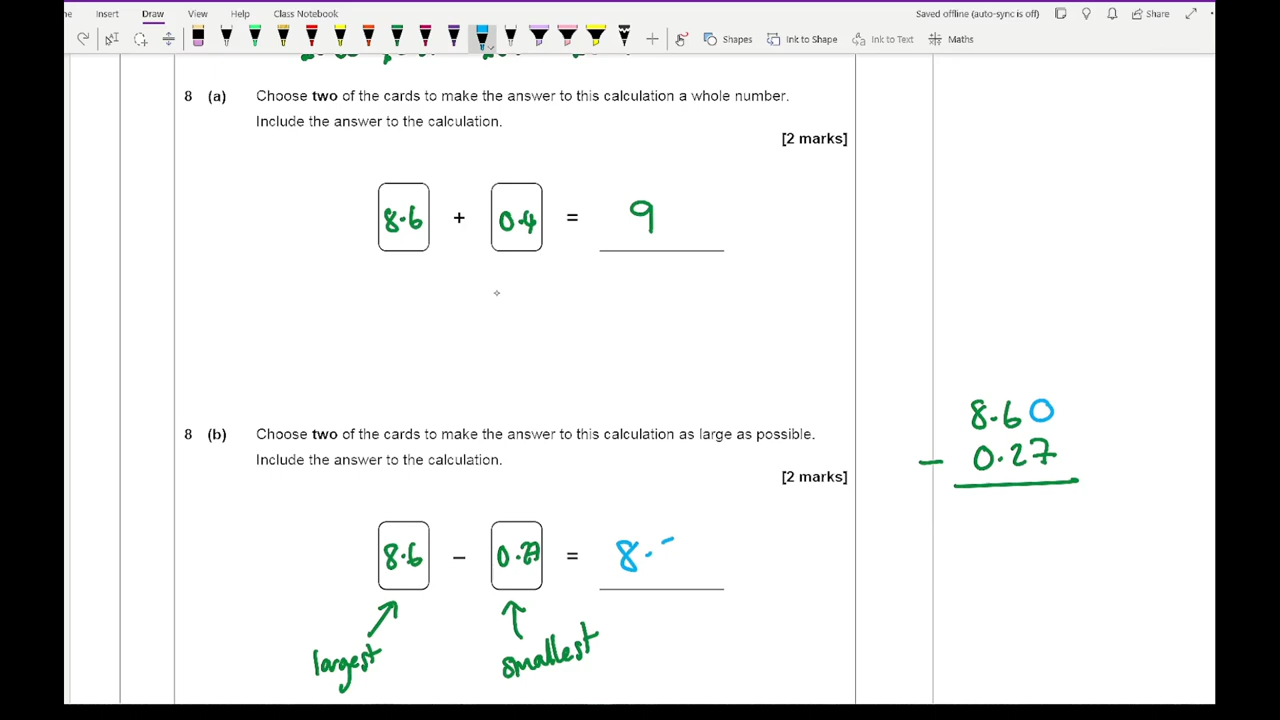 Insert Draw View Help Class Notebook Saved offline (auto-sync is off) Share
Shapes Ink to Shape Ink to Text Maths
8 (a) Choose two of the cards to make the answer to this calculation a whole number.
Include the answer to the calculation.
[2 marks]
8.6 + 0.4 = 9
8.60
- 0.27
8 (b) Choose two of the cards to make the answer to this calculation as large as possible.
Include the answer to the calculation.
[2 marks]
8.6 - 0.27 = 8.
largest smallest